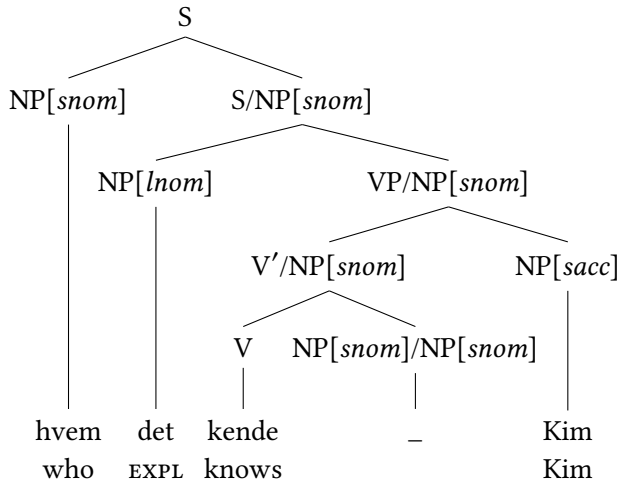 S
NP[snom] S/NP[snom]
NP[lnom] VP/NP[snom]
V′/NP[snom] NP[sacc]
V NP[snom]/NP[snom]
hvem det kende _ Kim
who EXPL knows Kim